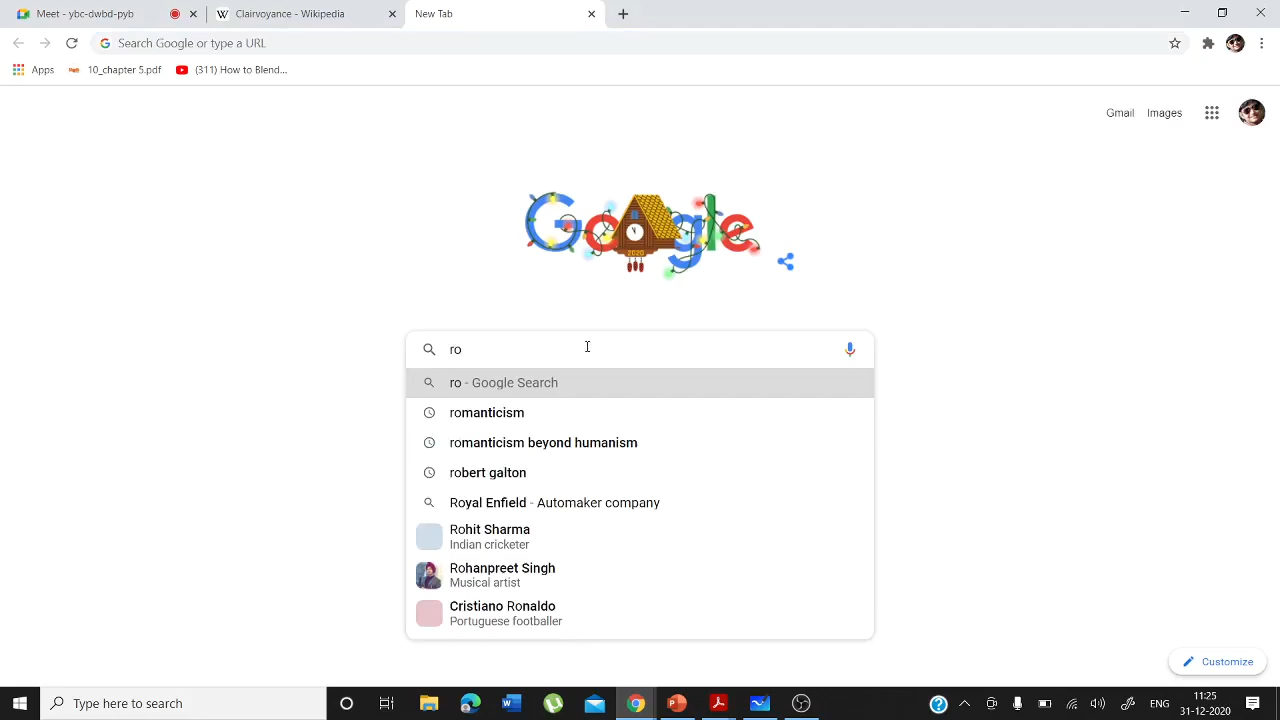 Meet - ybc-dwbd-pyb
Clairvoyance - Wikipedia
New Tab
Search Google or type a URL
Apps
10_chapter 5.pdf
(311) How to Blend...
Gmail
Images
Google
2020
ro
ro - Google Search
romanticism
romanticism beyond humanism
robert galton
Royal Enfield - Automaker company
Rohit Sharma
Indian cricketer
Rohanpreet Singh
Musical artist
Cristiano Ronaldo
Portuguese footballer
Customize
Type here to search
ENG
11:25
31-12-2020